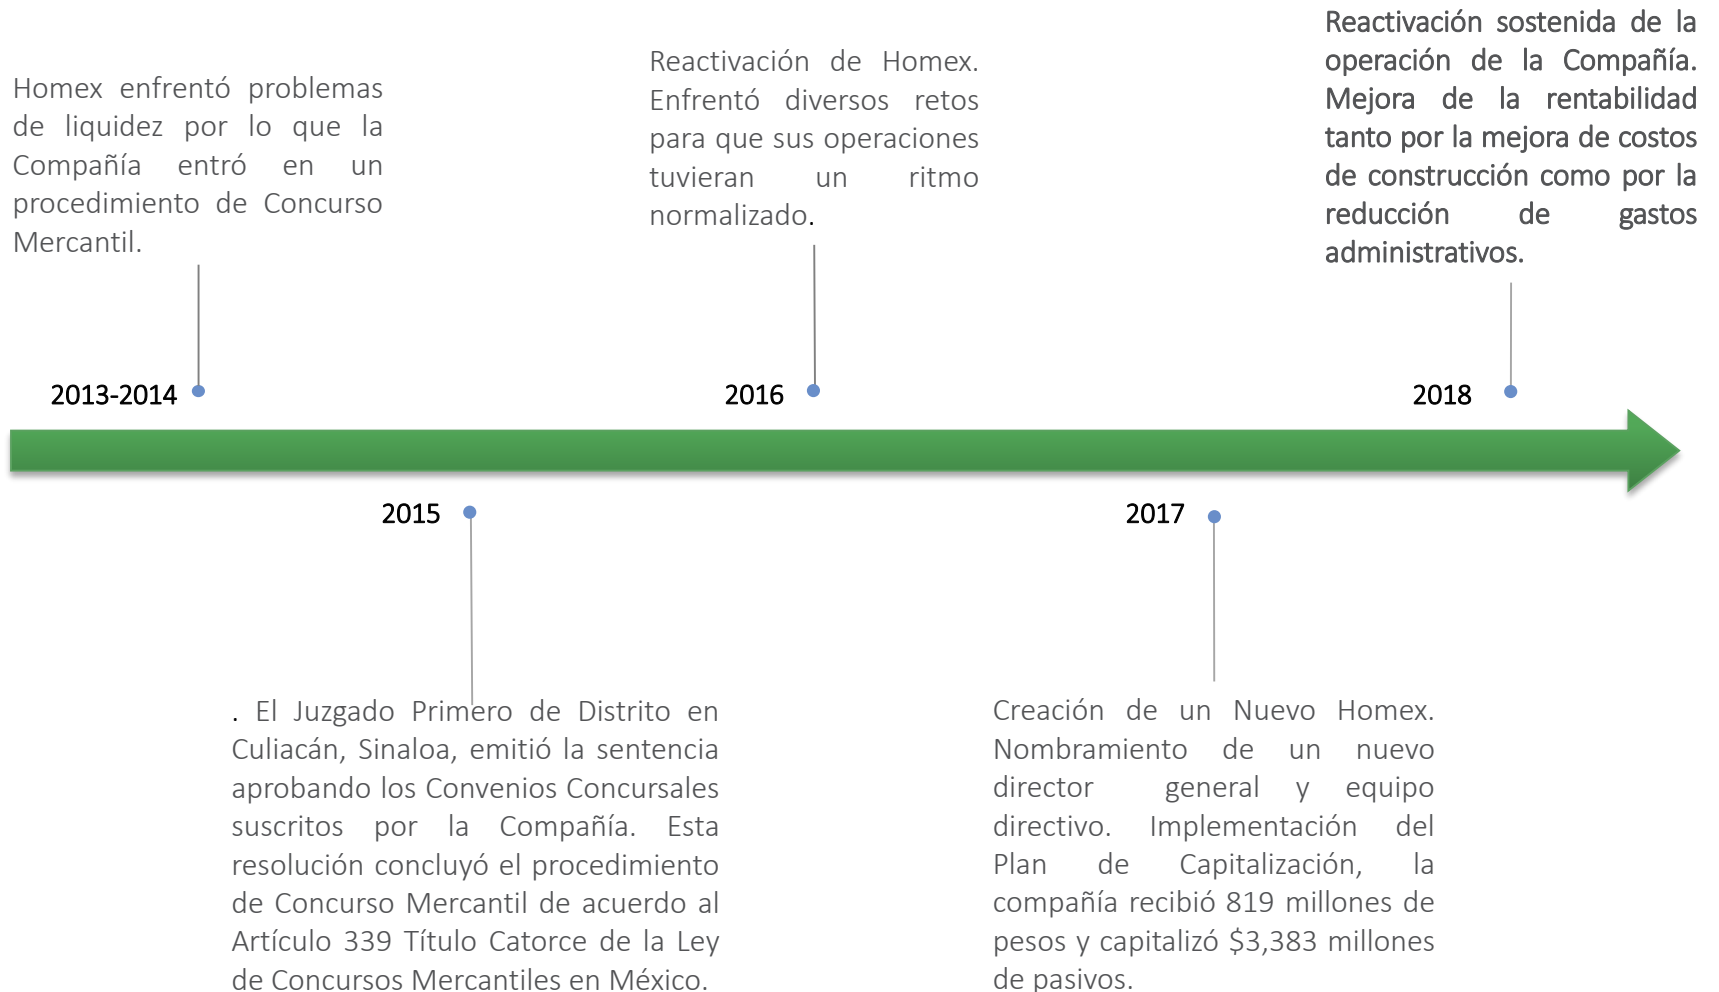 Homex enfrentó problemas
de liquidez por lo que la
Compañía entró en un
procedimiento de Concurso
Mercantil.
Reactivación de Homex.
Enfrentó diversos retos
para que sus operaciones
tuvieran un ritmo
normalizado.
Reactivación sostenida de la
operación de la Compañía.
Mejora de la rentabilidad
tanto por la mejora de costos
de construcción como por la
reducción de gastos
administrativos.
2013-2014
2016
2018
2015
2017
. El Juzgado Primero de Distrito en
Culiacán, Sinaloa, emitió la sentencia
aprobando los Convenios Concursales
suscritos por la Compañía. Esta
resolución concluyó el procedimiento
de Concurso Mercantil de acuerdo al
Artículo 339 Título Catorce de la Ley
de Concursos Mercantiles en México.
Creación de un Nuevo Homex.
Nombramiento de un nuevo
director general y equipo
directivo. Implementación del
Plan de Capitalización, la
compañía recibió 819 millones de
pesos y capitalizó $3,383 millones
de pasivos.